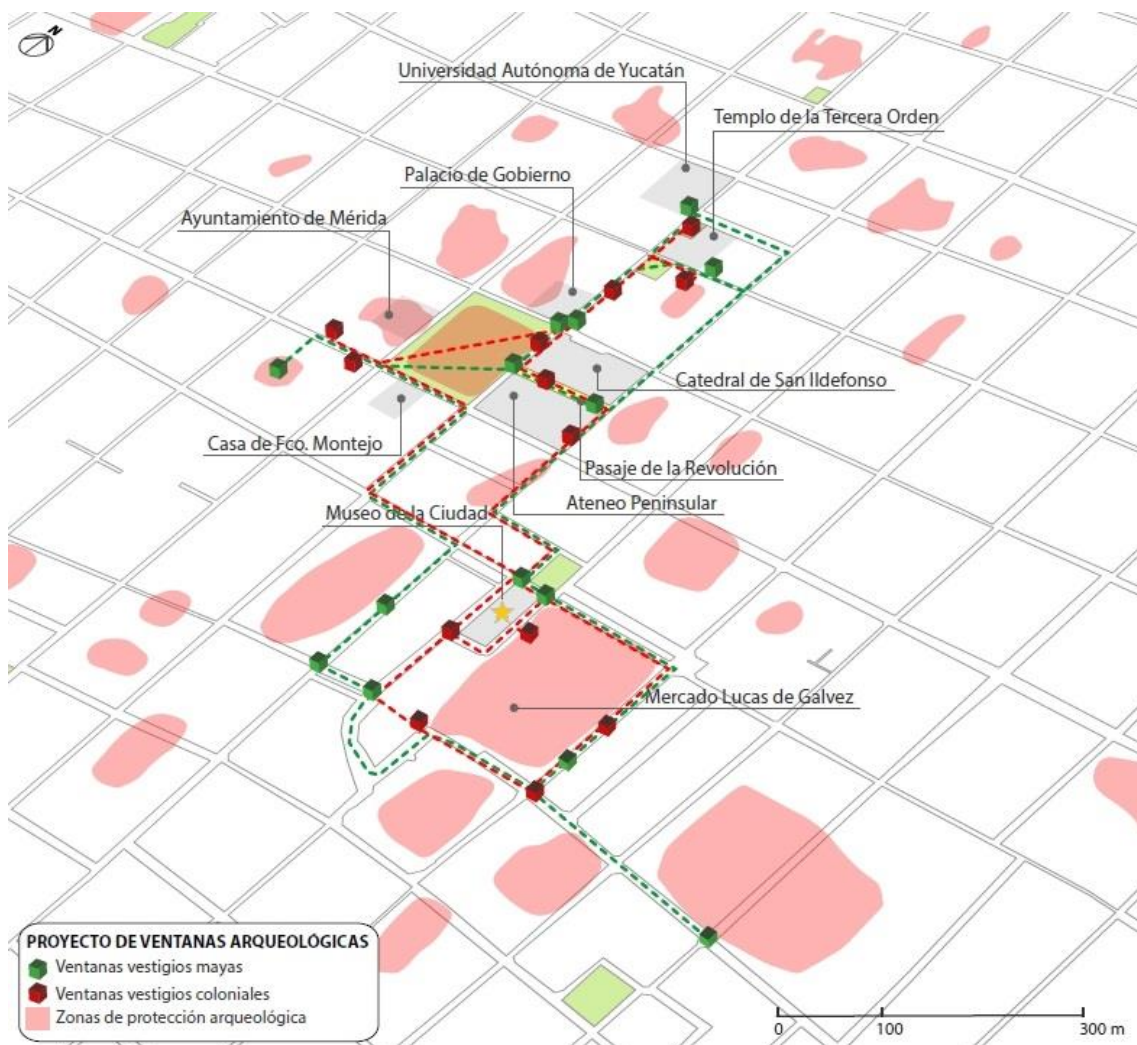 N
Universidad Autónoma de Yucatán
Templo de la Tercera Orden
Palacio de Gobierno
Ayuntamiento de Mérida
Catedral de San Ildefonso
Casa de Fco. Montejo
Pasaje de la Revolución
Ateneo Peninsular
Museo de la Ciudad
Mercado Lucas de Galvez
PROYECTO DE VENTANAS ARQUEOLÓGICAS
Ventanas vestigios mayas
Ventanas vestigios coloniales
Zonas de protección arqueológica
0 100 300 m